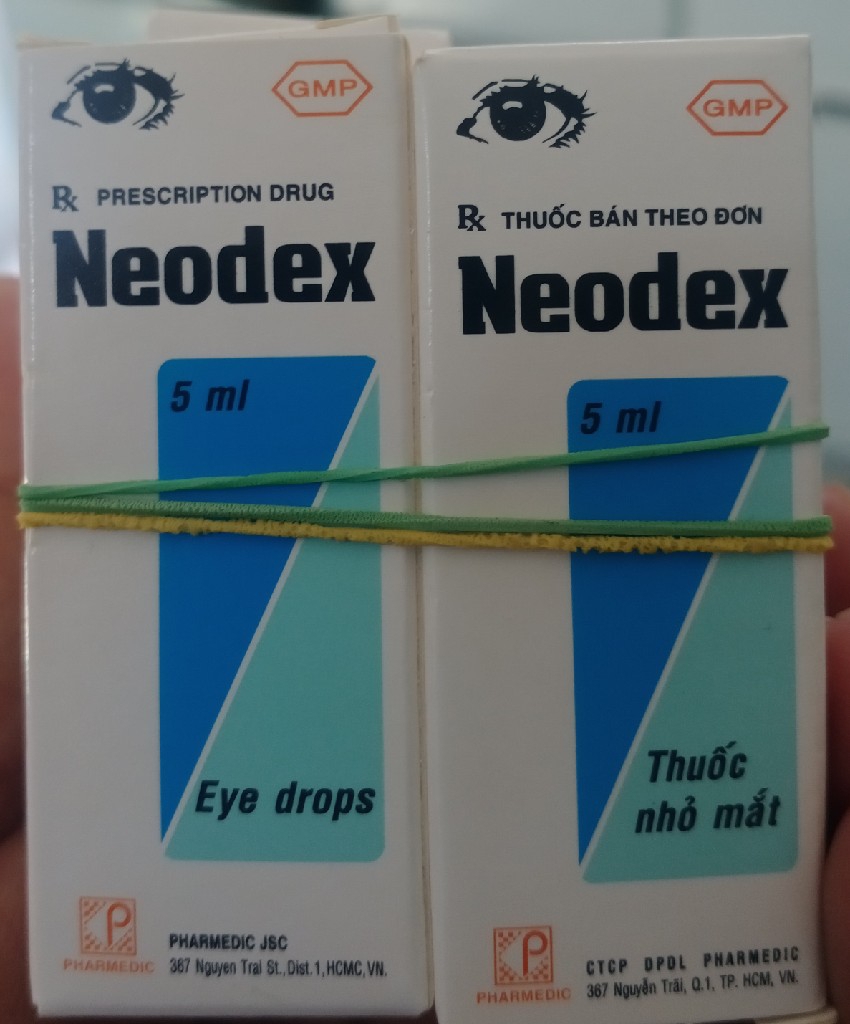 GMP
Rx PRESCRIPTION DRUG
Neodex
5 ml
Eye drops
PHARMEDIC
PHARMEDIC JSC
367 Nguyen Trai St.,Dist.1,HCMC,VN.
GMP
Rx THUỐC BÁN THEO ĐƠN
Neodex
5 ml
Thuốc
nhỏ mắt
PHARMEDIC
CTCP DPDL PHARMEDIC
367 Nguyễn Trãi, Q.1, TP. HCM, VN.